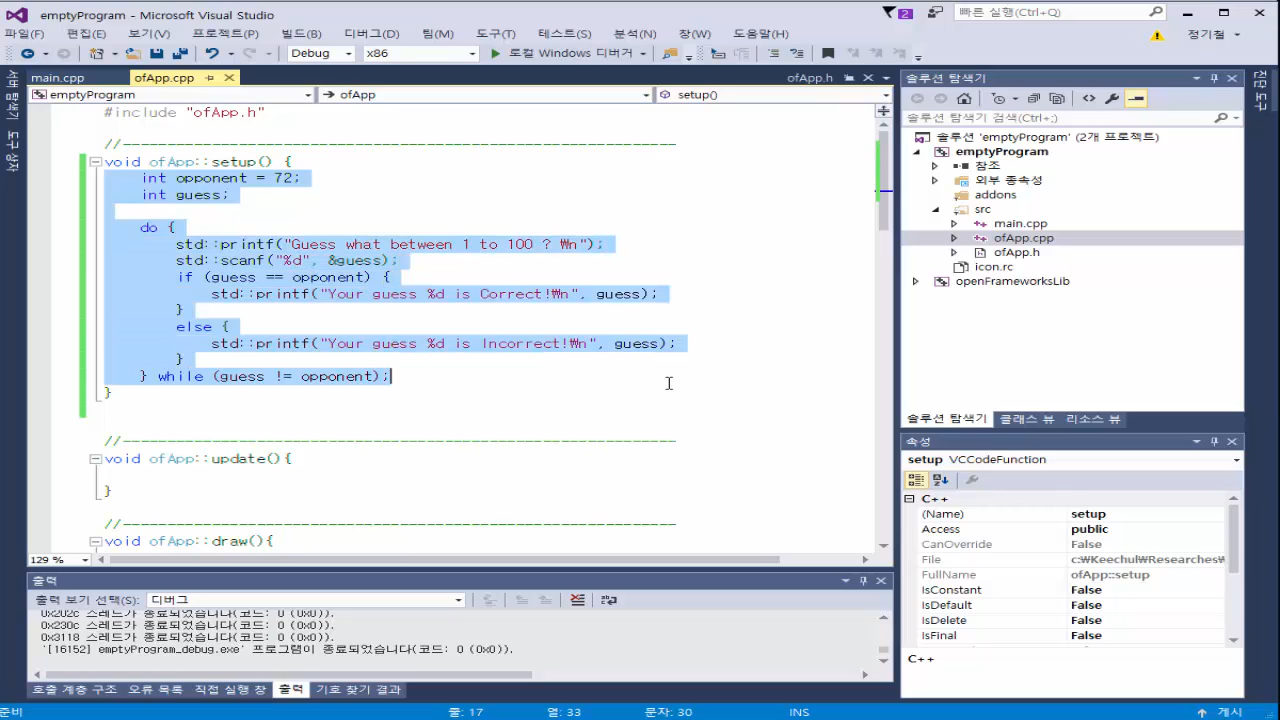 emptyProgram - Microsoft Visual Studio
2
빠른 실행(Ctrl+Q)
파일(F) 편집(E) 보기(V) 프로젝트(P) 빌드(B) 디버그(D) 팀(M) 도구(T) 테스트(S) 분석(N) 창(W) 도움말(H)
정기철
Debug x86 로컬 Windows 디버거
서버 탐색기 도구 상자
main.cpp ofApp.cpp ofApp.h
emptyProgram ofApp setup()
#include "ofApp.h"
//----------------------------------------------------------------
void ofApp::setup() {
int opponent = 72;
int guess;
do {
std::printf("Guess what between 1 to 100 ? ₩n");
std::scanf("%d", &guess);
if (guess == opponent) {
std::printf("Your guess %d is Correct!₩n", guess);
}
else {
std::printf("Your guess %d is Incorrect!₩n", guess);
}
} while (guess != opponent);
}
//----------------------------------------------------------------
void ofApp::update(){
}
//----------------------------------------------------------------
void ofApp::draw(){
129 %
출력
출력 보기 선택(S): 디버그
0x202c 스레드가 종료되었습니다(코드: 0 (0x0)).
0x230c 스레드가 종료되었습니다(코드: 0 (0x0)).
0x3118 스레드가 종료되었습니다(코드: 0 (0x0)).
'[16152] emptyProgram_debug.exe' 프로그램이 종료되었습니다(코드: 0 (0x0)).
호출 계층 구조 오류 목록 직접 실행 창 출력 기호 찾기 결과
솔루션 탐색기
솔루션 탐색기 검색(Ctrl+;)
솔루션 'emptyProgram' (2개 프로젝트)
emptyProgram
참조
외부 종속성
addons
src
main.cpp
ofApp.cpp
ofApp.h
icon.rc
openFrameworksLib
솔루션 탐색기 클래스 뷰 리소스 뷰
속성
setup VCCodeFunction
C++
(Name) setup
Access public
CanOverride False
File c:₩Keechul₩Researches₩
FullName ofApp::setup
IsConstant False
IsDefault False
IsDelete False
IsFinal False
C++
진단 도구
준비 줄: 17 열: 33 문자: 30 INS 게시